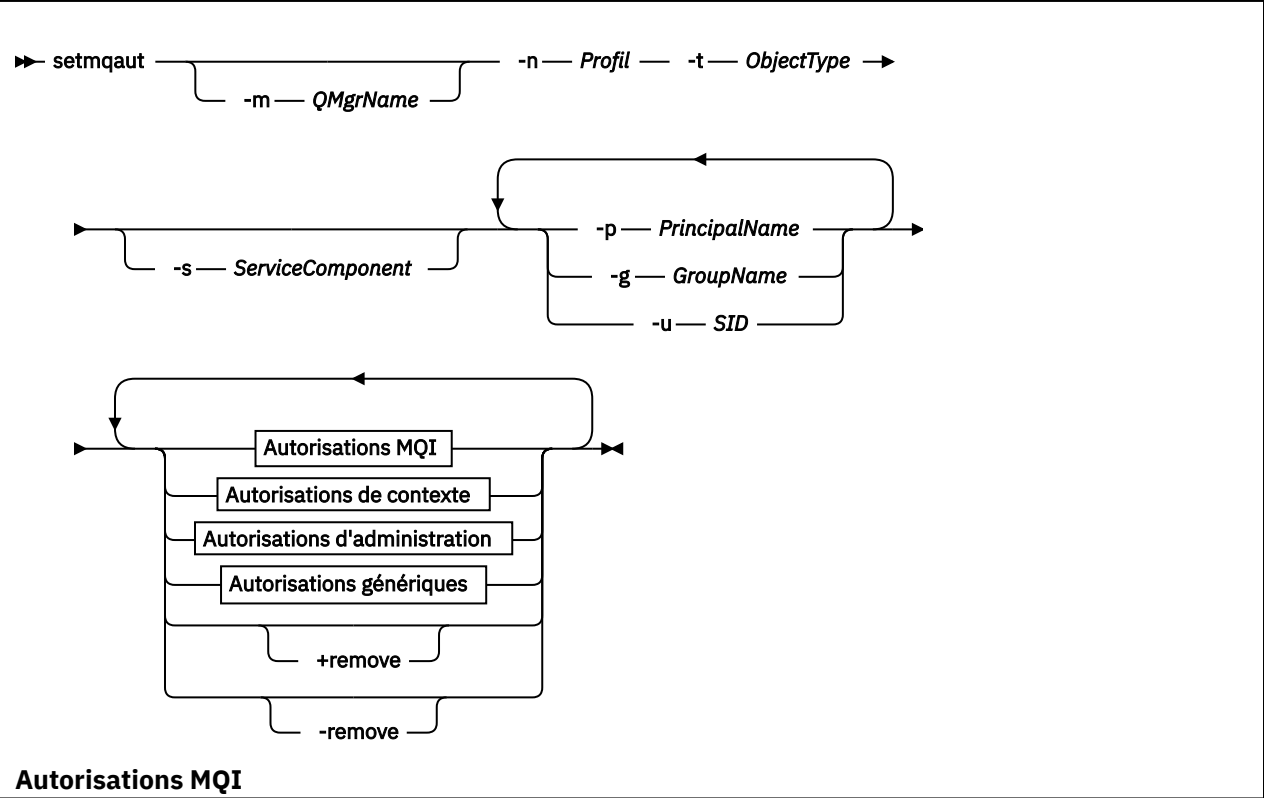 setmqaut -n Profil -t ObjectType
-m QMgrName
-p PrincipalName
-s ServiceComponent
-g GroupName
-u SID
Autorisations MQI
Autorisations de contexte
Autorisations d'administration
Autorisations génériques
+remove
-remove
Autorisations MQI